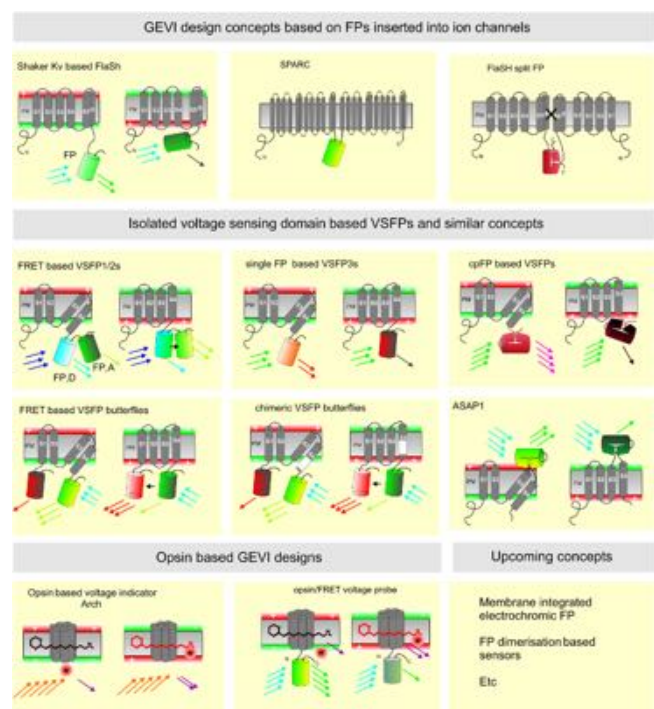 GEVI design concepts based on FPs inserted into ion channels
Shaker Kv based FlaSh
SPARC
FlaSH split FP
FP
Isolated voltage sensing domain based VSFPs and similar concepts
FRET based VSFP1/2s
single FP based VSFP3s
cpFP based VSFPs
FP,D
FP,A
FRET based VSFP butterflies
chimeric VSFP butterflies
ASAP1
Opsin based GEVI designs
Upcoming concepts
Opsin based voltage indicator
Arch
opsin/FRET voltage probe
Membrane integrated
electrochromic FP
FP dimerisation based
sensors
Etc